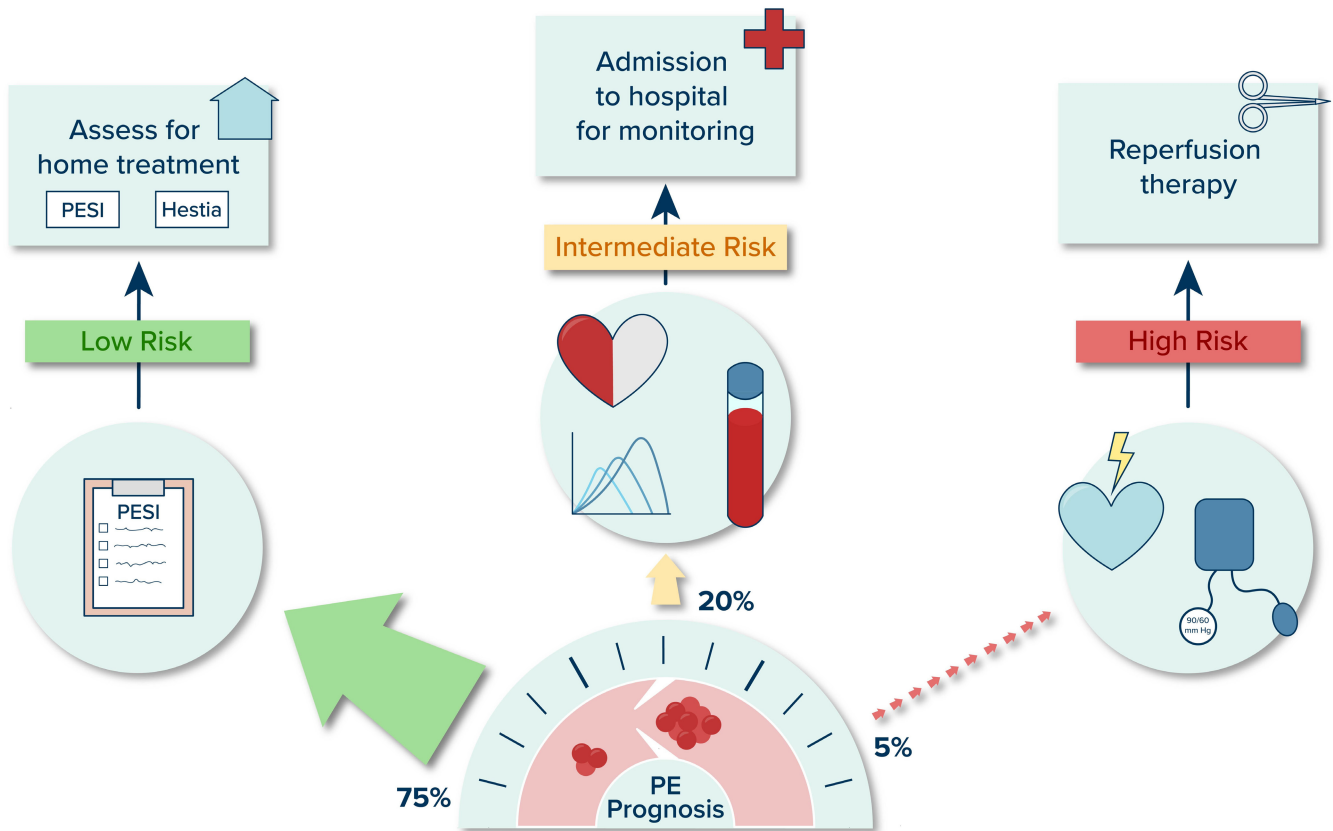 Assess for
home treatment
PESI
Hestia
Low Risk
PESI
75%
Admission
to hospital
for monitoring
Intermediate Risk
20%
PE
Prognosis
Reperfusion
therapy
High Risk
90/60
mm Hg
5%